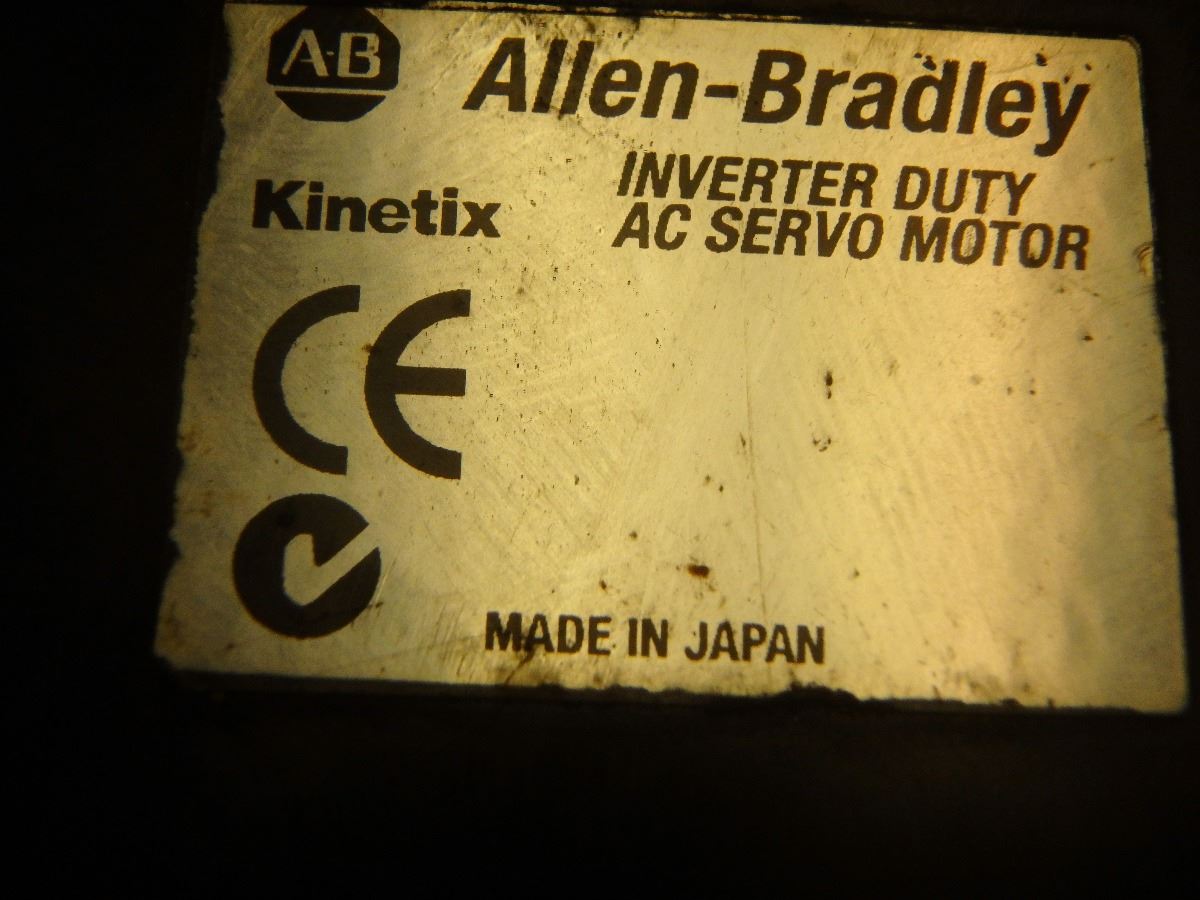 A-B
Allen-Bradley
Kinetix
INVERTER DUTY
AC SERVO MOTOR
CE
MADE IN JAPAN